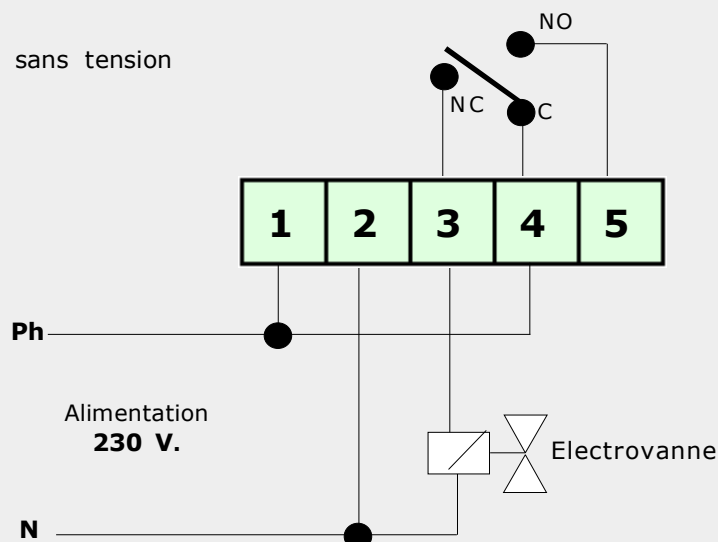 NO
sans tension
NC
C
1 2 3 4 5
Ph
Alimentation
230 V.
Electrovanne
N